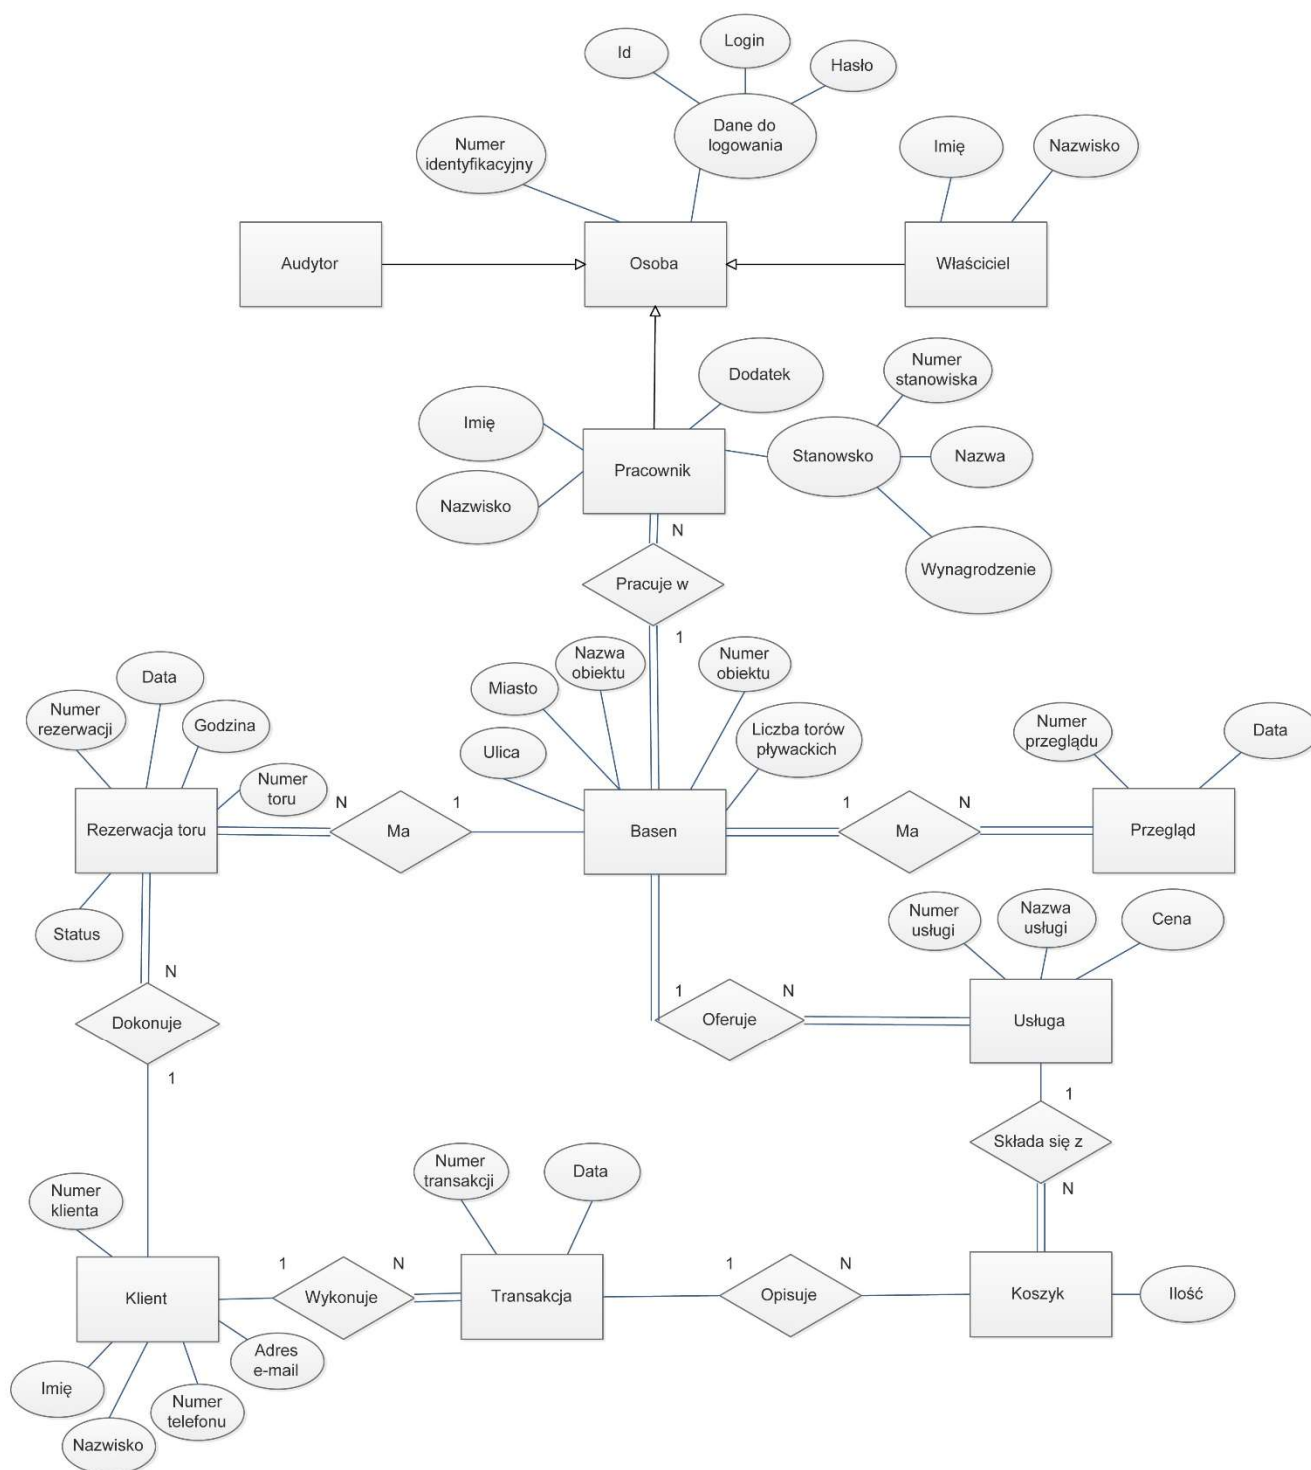 Id
Login
Hasło
Dane do
logowania
Numer
identyfikacyjny
Imię
Nazwisko
Audytor
Osoba
Właściciel
Dodatek
Numer
stanowiska
Imię
Nazwisko
Pracownik
Stanowsko
Nazwa
Wynagrodzenie
N
Pracuje w
1
Data
Numer
rezerwacji
Godzina
Numer
toru
Miasto
Nazwa
obiektu
Numer
obiektu
Ulica
Liczba torów
pływackich
Numer
przeglądu
Data
Rezerwacja toru
N
Ma
1
Basen
1
Ma
N
Przegląd
Status
Numer
usługi
Nazwa
usługi
Cena
N
Dokonuje
1
1
Oferuje
N
Usługa
1
Składa się z
N
Numer
klienta
Numer
transakcji
Data
Klient
1
Wykonuje
N
Transakcja
1
Opisuje
N
Koszyk
Ilość
Adres
e-mail
Imię
Nazwisko
Numer
telefonu